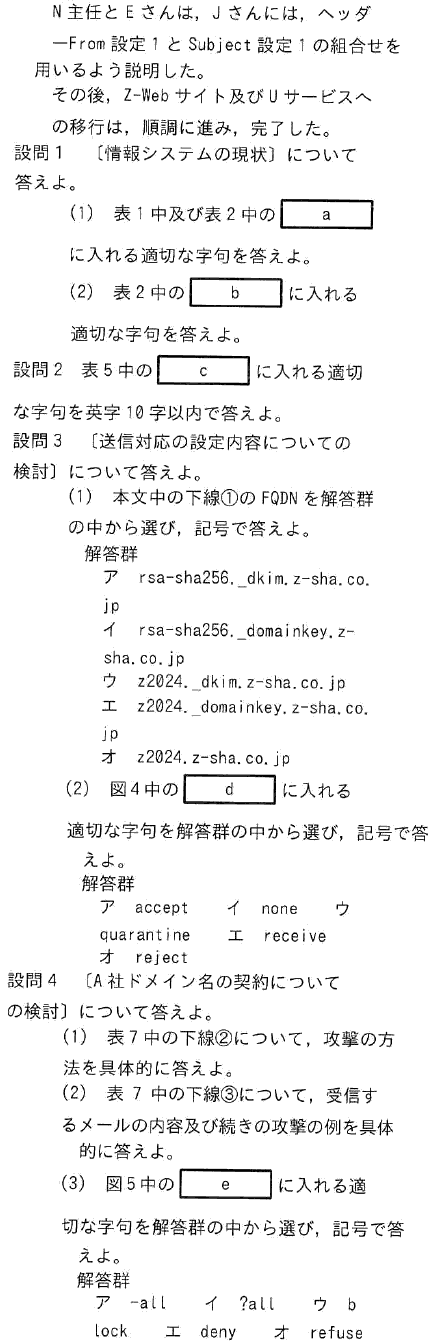 N主任とEさんは，Jさんには，ヘッダ
－From設定1とSubject設定1の組合せを
用いるよう説明した。
その後，Z-Webサイト及びUサービスへ
の移行は，順調に進み，完了した。
設問1　〔情報システムの現状〕について
答えよ。
(1)　表1中及び表2中の a
に入れる適切な字句を答えよ。
(2)　表2中の b に入れる
適切な字句を答えよ。
設問2　表5中の c に入れる適切
な字句を英字10字以内で答えよ。
設問3　〔送信対応の設定内容についての
検討〕について答えよ。
(1)　本文中の下線①のFQDNを解答群
の中から選び，記号で答えよ。
解答群
ア　rsa-sha256._dkim.z-sha.co.
jp
イ　rsa-sha256._domainkey.z-
sha.co.jp
ウ　z2024._dkim.z-sha.co.jp
エ　z2024._domainkey.z-sha.co.
jp
オ　z2024.z-sha.co.jp
(2)　図4中の d に入れる
適切な字句を解答群の中から選び，記号で答
えよ。
解答群
ア　accept　イ　none　ウ
quarantine　エ　receive
オ　reject
設問4　〔A社ドメイン名の契約について
の検討〕について答えよ。
(1)　表7中の下線②について，攻撃の方
法を具体的に答えよ。
(2)　表 7 中の下線③について，受信す
るメールの内容及び続きの攻撃の例を具体
的に答えよ。
(3)　図5中の e に入れる適
切な字句を解答群の中から選び，記号で答
えよ。
解答群
ア　-all　イ　?all　ウ　b
lock　エ　deny　オ　refuse